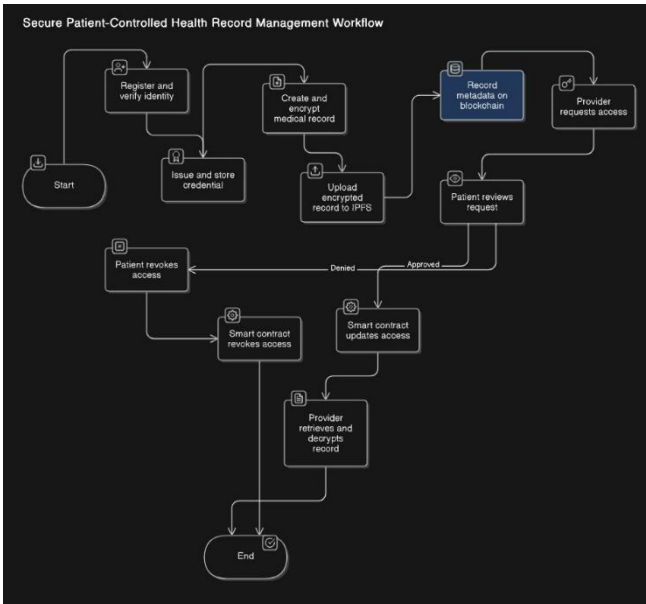 Secure Patient-Controlled Health Record Management Workflow
Start
Register and
verify identity
Issue and store
credential
Create and
encrypt
medical record
Upload
encrypted
record to IPFS
Record
metadata on
blockchain
Provider
requests access
Patient reviews
request
Denied
Approved
Patient revokes
access
Smart contract
revokes access
Smart contract
updates access
Provider
retrieves and
decrypts
record
End